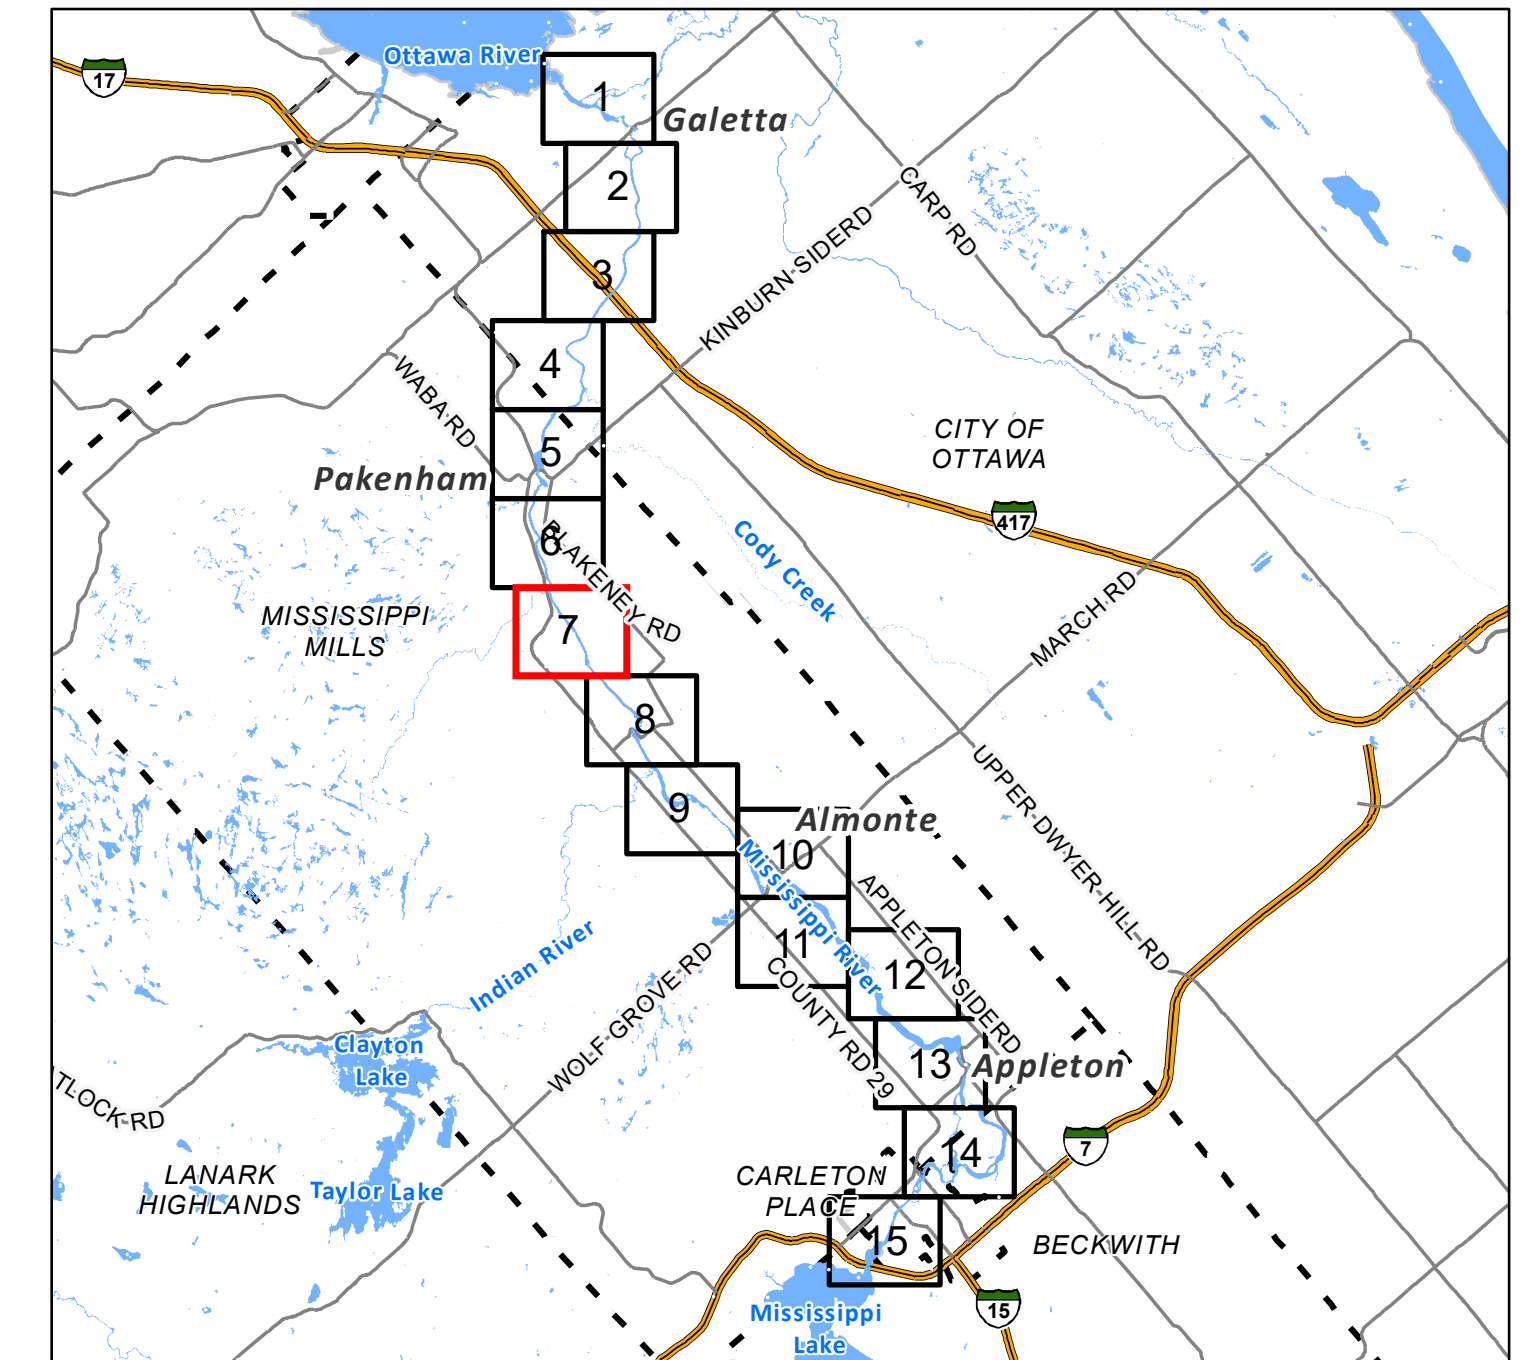 Ottawa River
17
1
Galetta
2
CARP RD
KINBURN SIDERD
3
4
WABA RD
CITY OF
OTTAWA
5
Pakenham
417
6
BLAKENEY RD
Cody Creek
MISSISSIPPI
MILLS
7
MARCH RD
8
UPPER DWYER HILL RD
9
Almonte
10
Mississippi River
APPLETON SIDERD
11
12
Indian River
WOLF GROVE RD
COUNTY RD 29
Clayton
Lake
13
Appleton
TLOCK RD
14
7
LANARK
HIGHLANDS
Taylor Lake
CARLETON
PLACE
15
BECKWITH
15
Mississippi
Lake